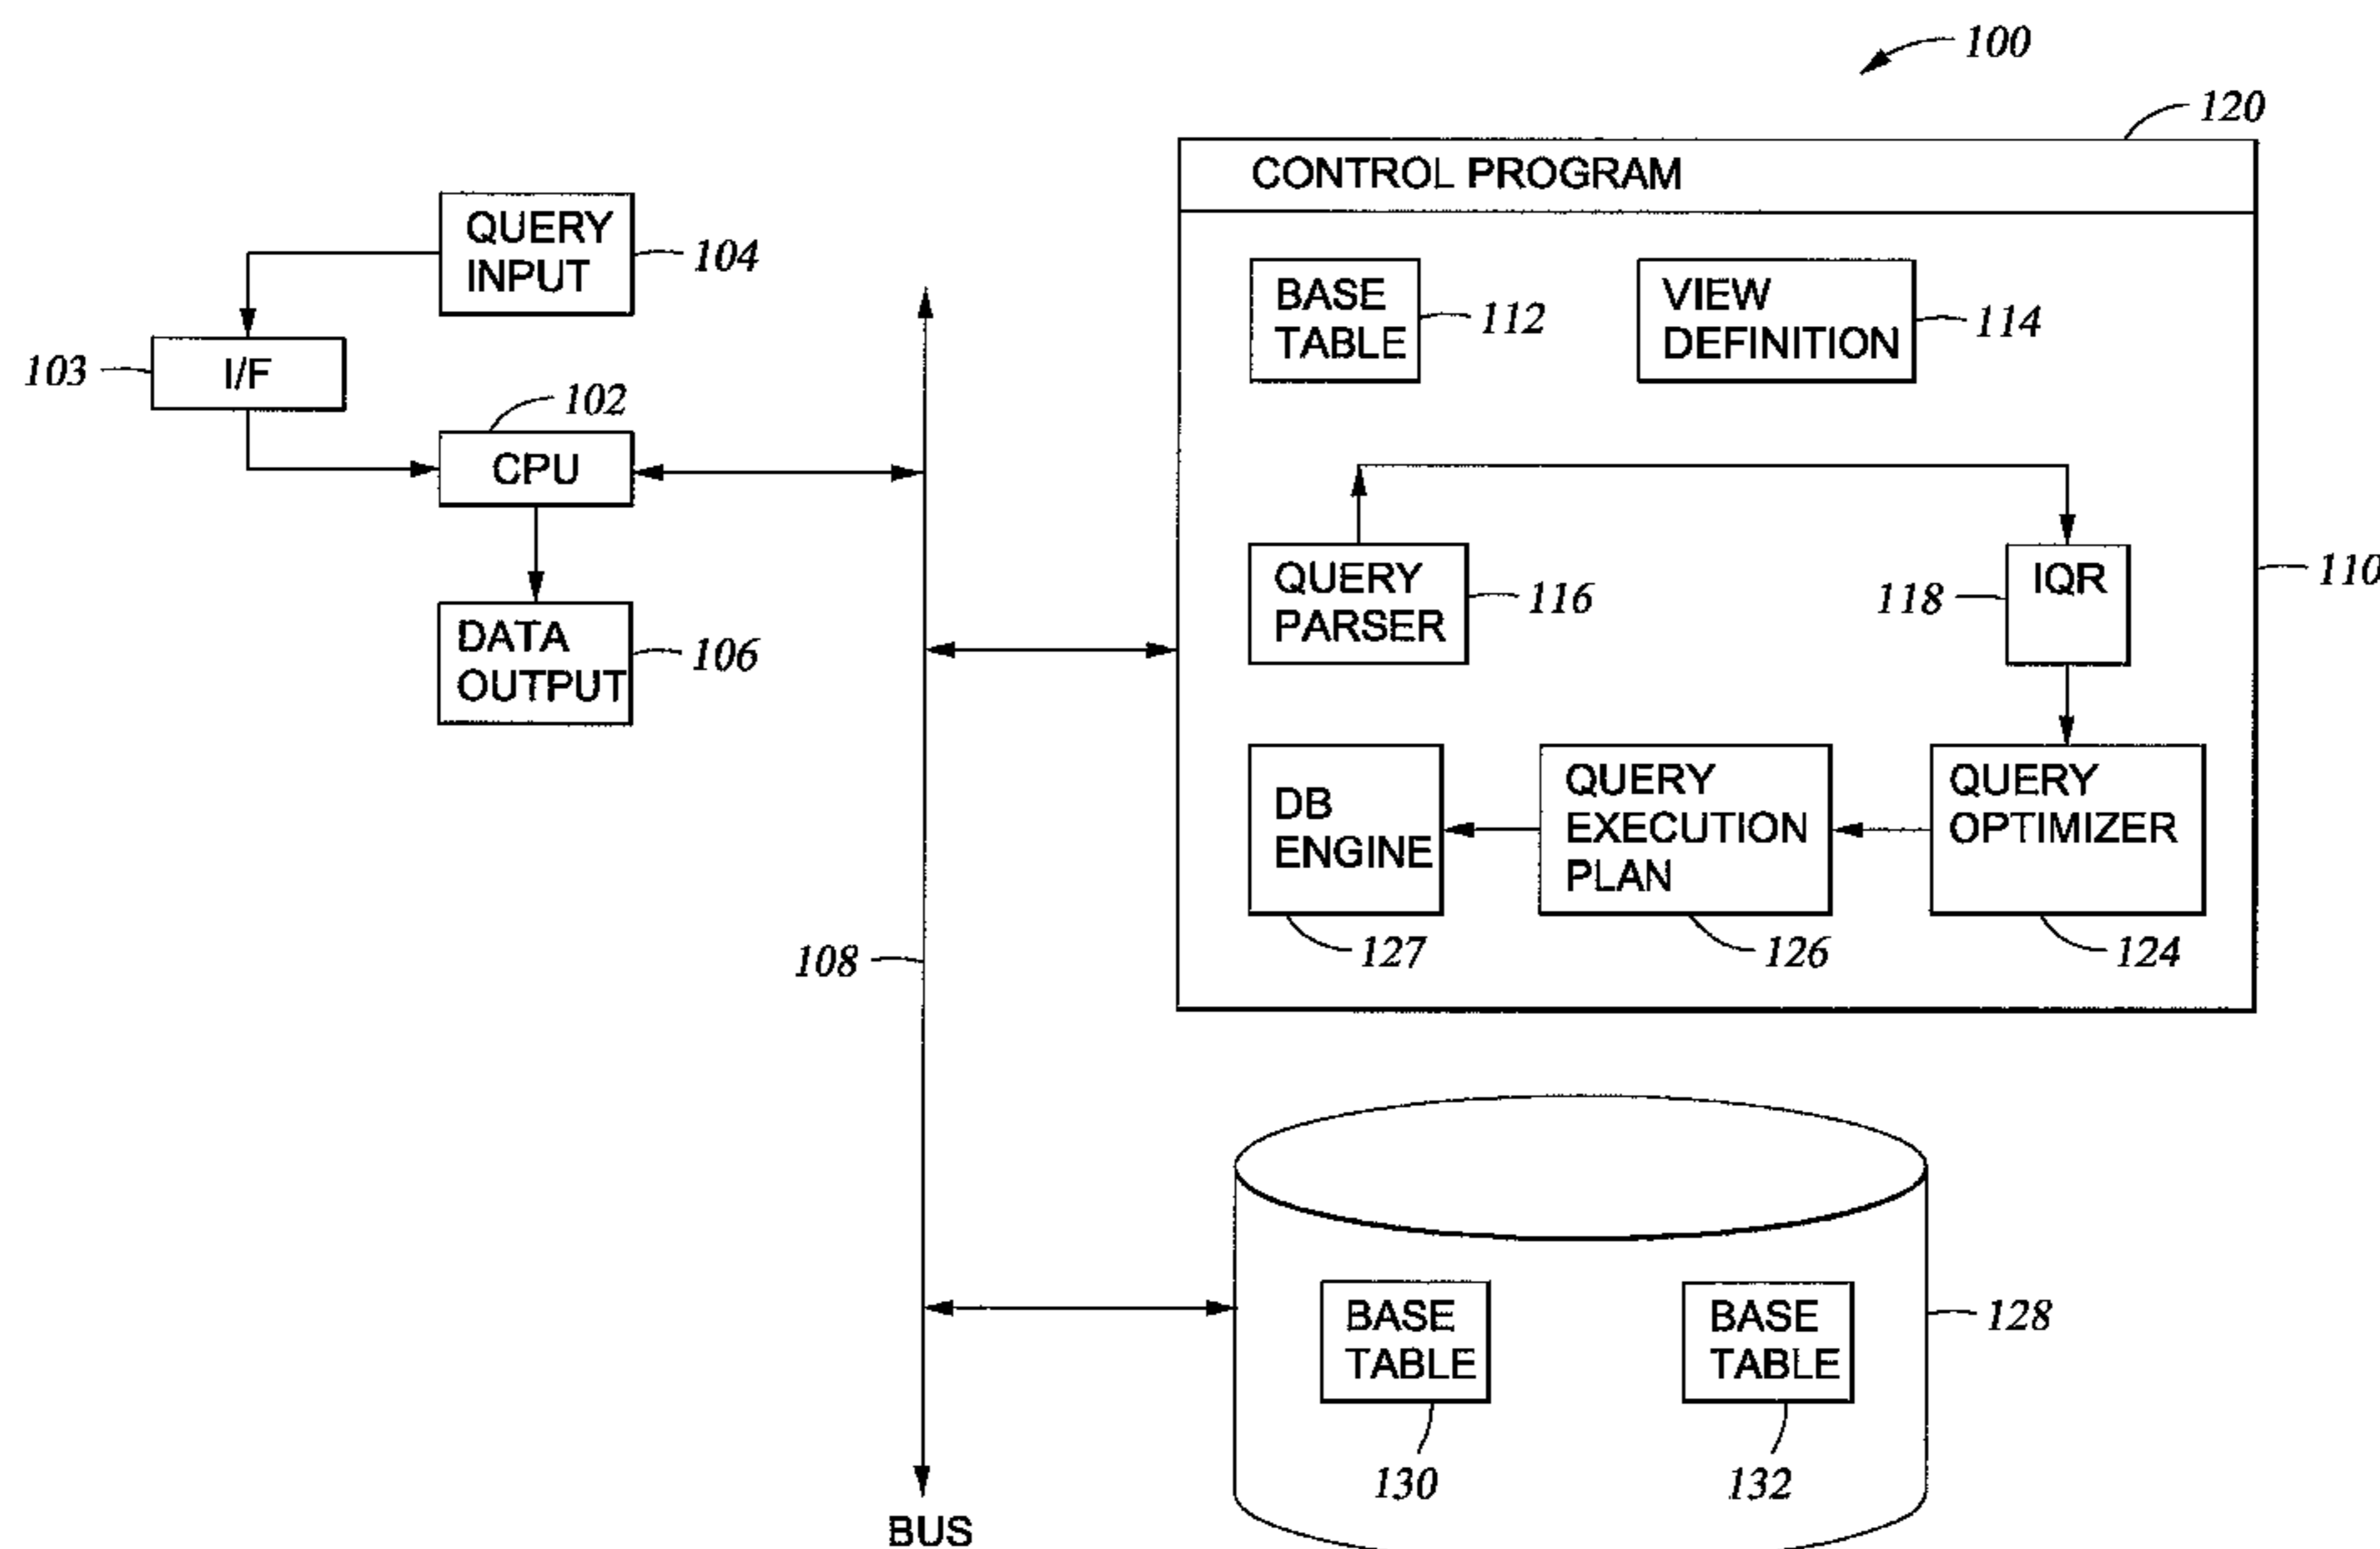 100
120
CONTROL PROGRAM
QUERY
INPUT
104
BASE
TABLE
112
VIEW
DEFINITION
114
103
I/F
102
CPU
QUERY
PARSER
116
118
IQR
110
DATA
OUTPUT
106
DB
ENGINE
QUERY
EXECUTION
PLAN
QUERY
OPTIMIZER
127
126
124
108
BASE
TABLE
BASE
TABLE
128
130
132
BUS